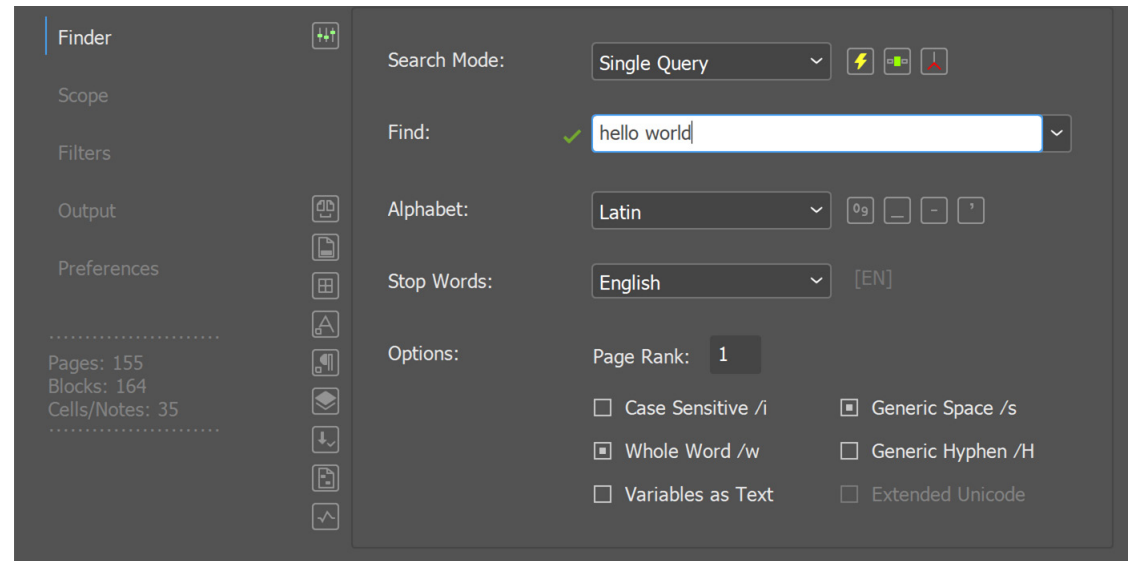 Finder
Scope
Filters
Output
Preferences
Pages: 155
Blocks: 164
Cells/Notes: 35
Search Mode: Single Query
Find: hello world
Alphabet: Latin 09 _ - '
Stop Words: English [EN]
Options: Page Rank: 1
Case Sensitive /i Generic Space /s
Whole Word /w Generic Hyphen /H
Variables as Text Extended Unicode